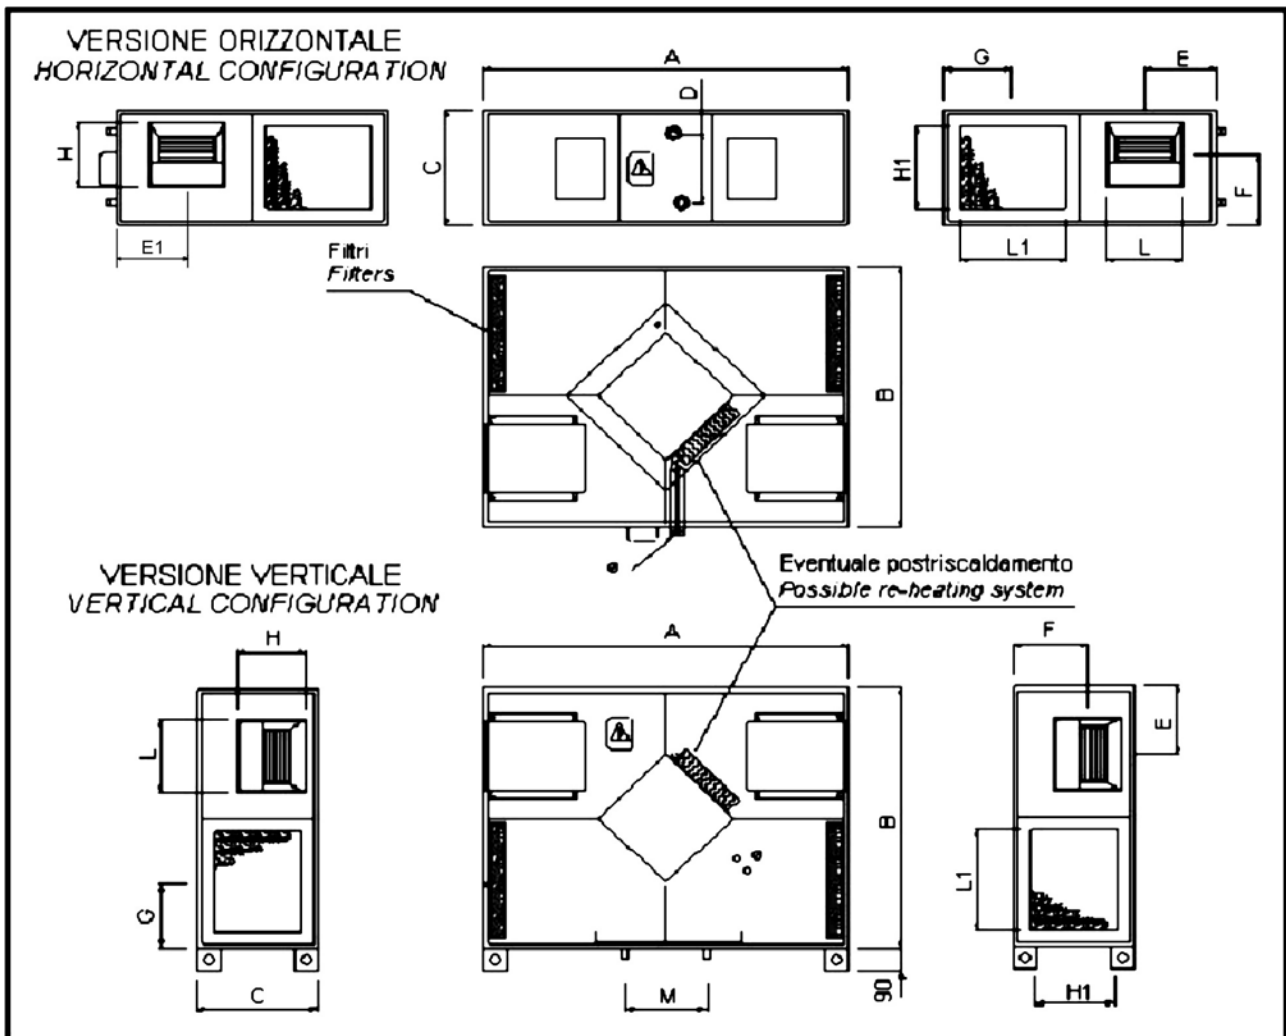 VERSIONE ORIZZONTALE
HORIZONTAL CONFIGURATION
A
D
G
E
H
C
H1
F
E1
L1
L
Filtri
Filters
B
Eventuale postriscaldamento
Possible re-heating system
VERSIONE VERTICALE
VERTICAL CONFIGURATION
H
A
F
L
E
B
L1
G
C
M
90
H1